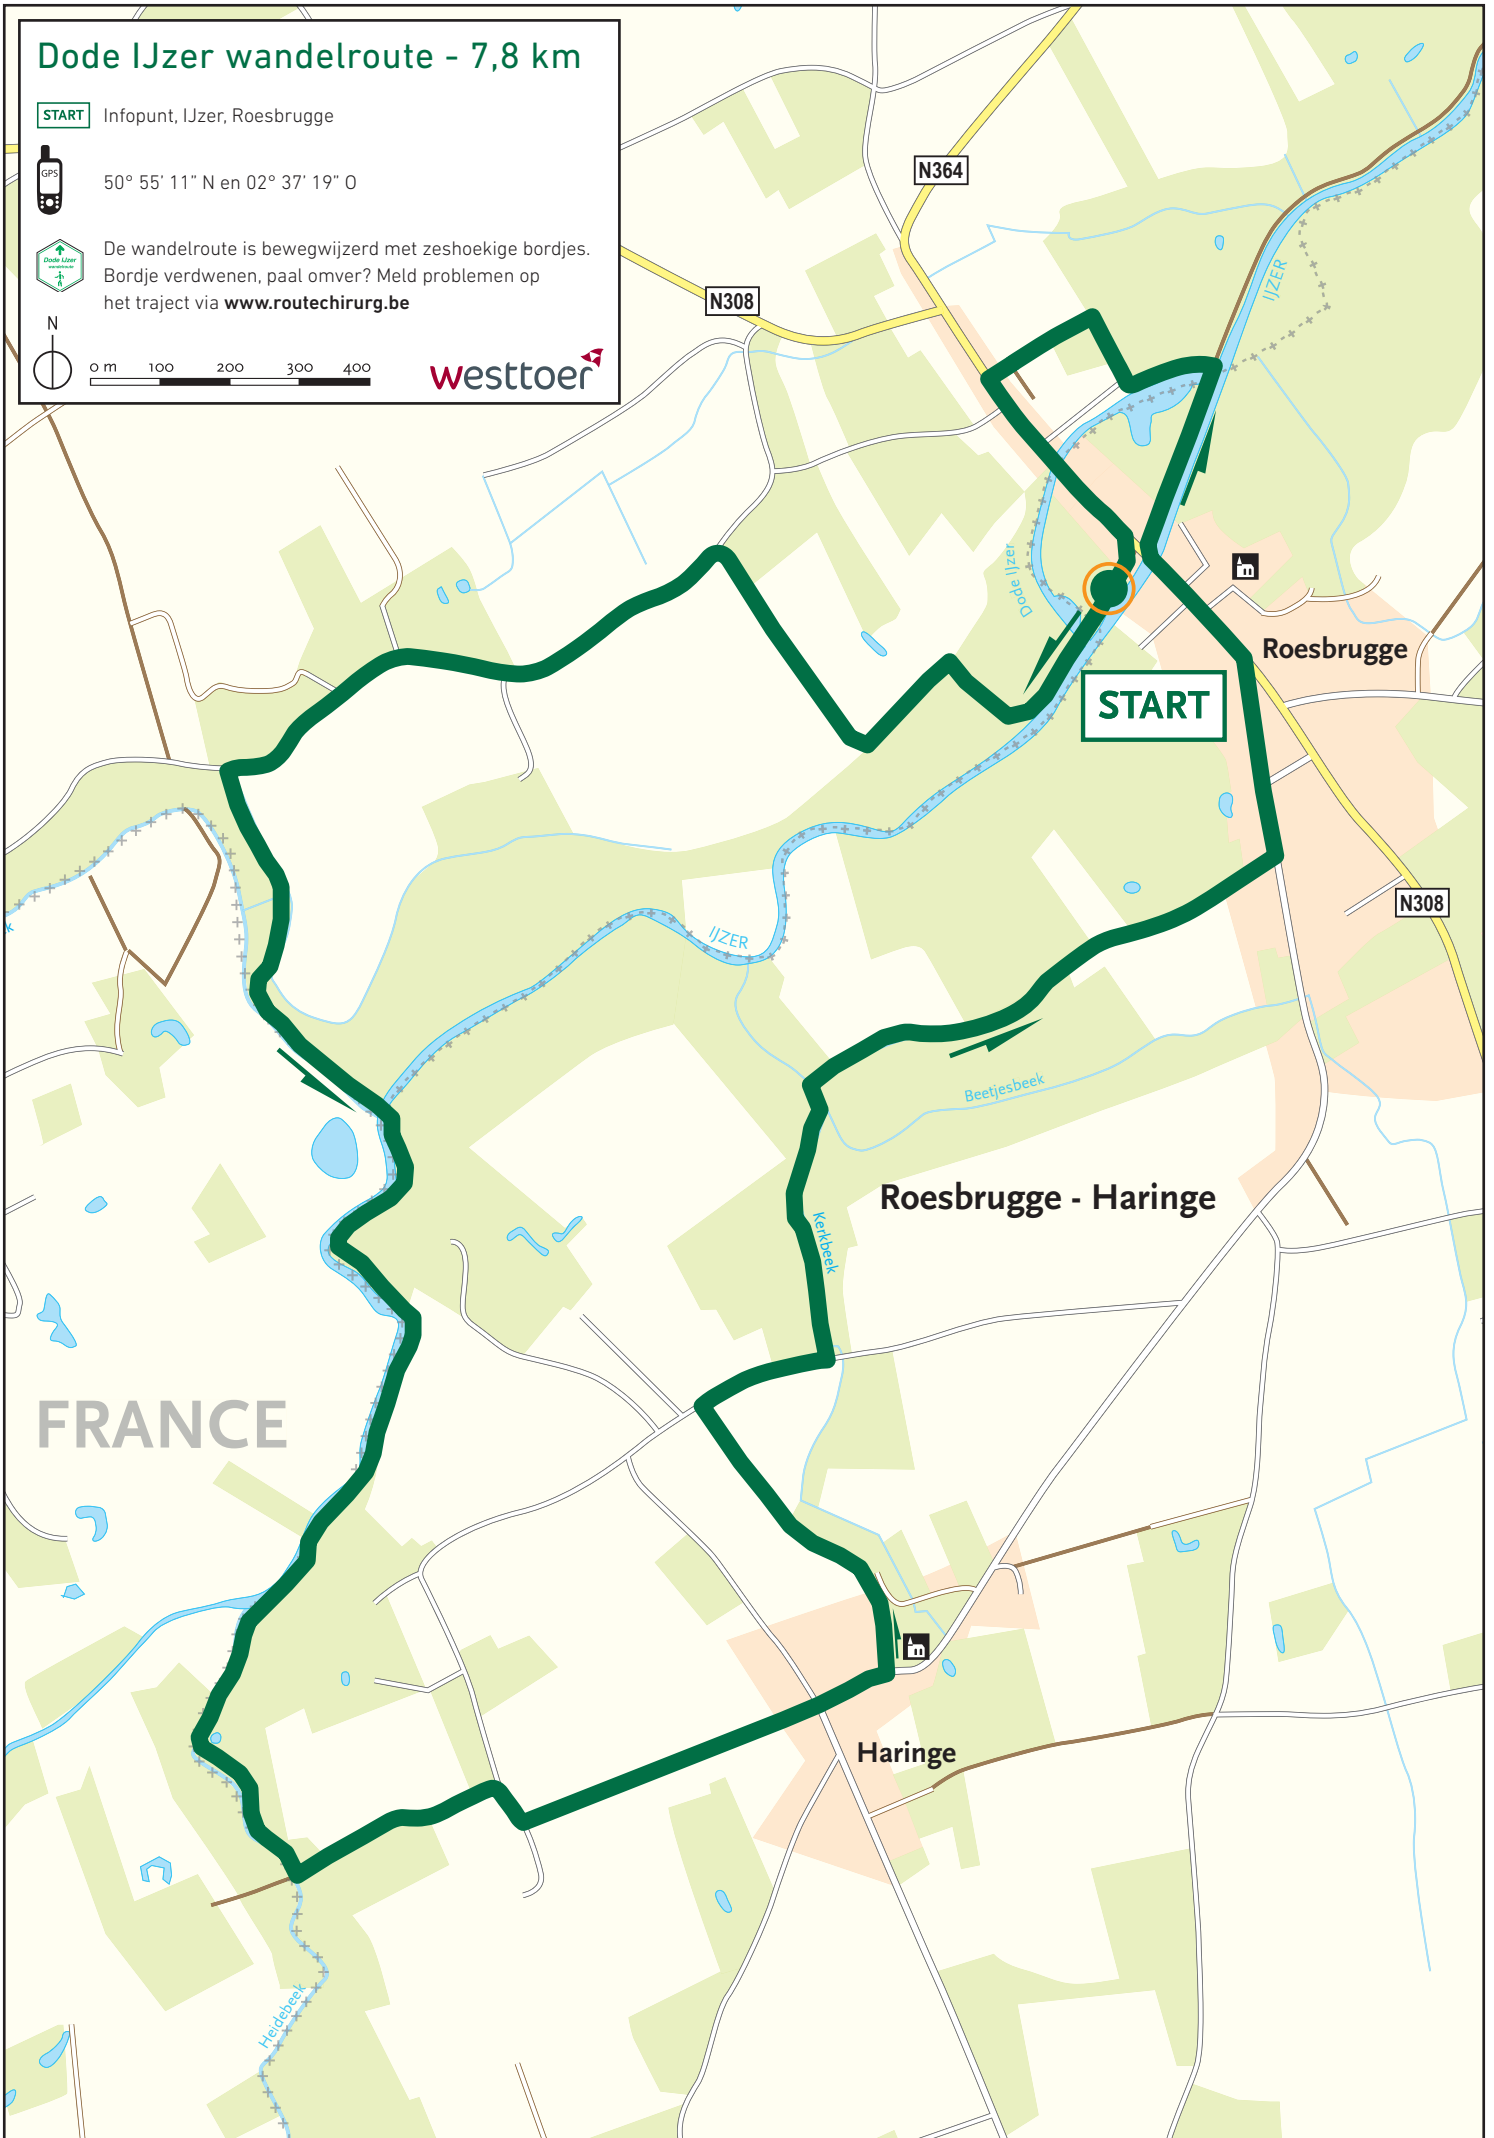 Dode IJzer wandelroute - 7,8 km
START Infopunt, IJzer, Roesbrugge
GPS
50° 55' 11" N en 02° 37' 19" O
Dode IJzer
wandelroute
De wandelroute is bewegwijzerd met zeshoekige bordjes.
Bordje verdwenen, paal omver? Meld problemen op
het traject via www.routechirurg.be
N
0 m 100 200 300 400
westtoer
N364
N308
IJZER
Dode IJzer
Roesbrugge
START
N308
IJZER
k
Beetjesbeek
Roesbrugge - Haringe
Kerkbeek
FRANCE
Haringe
Heidebeek